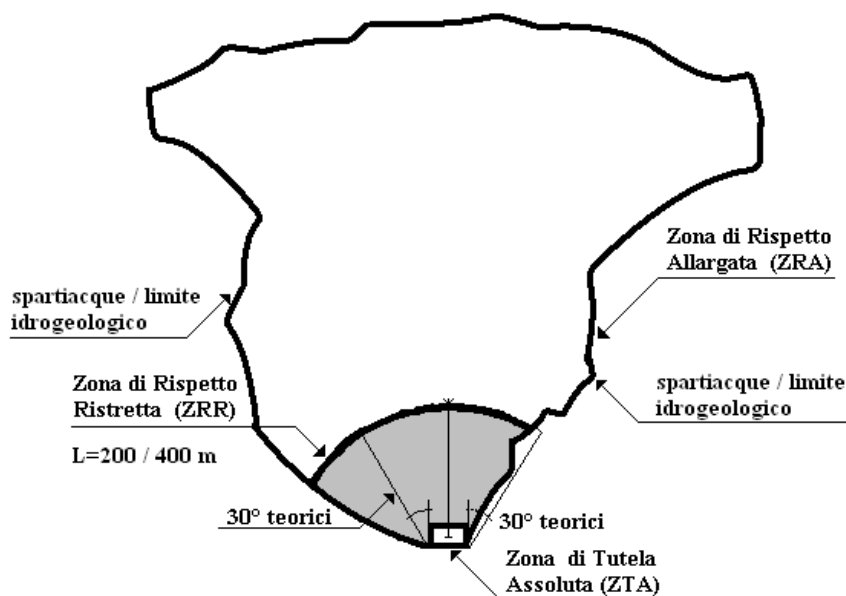 Zona di Rispetto
Allargata (ZRA)
spartiacque / limite
idrogeologico
Zona di Rispetto
Ristretta (ZRR)
spartiacque / limite
idrogeologico
L=200 / 400 m
30° teorici
30° teorici
Zona di Tutela
Assoluta (ZTA)